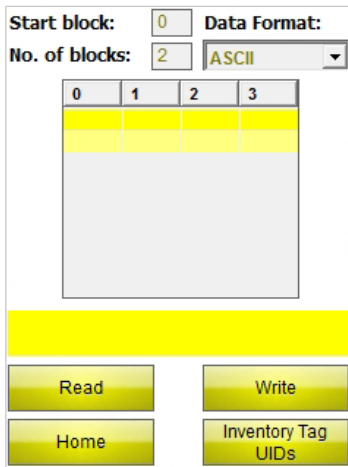 Start block: 0 Data Format:
No. of blocks: 2 ASCII
0 1 2 3
Read Write
Home Inventory Tag
UIDs